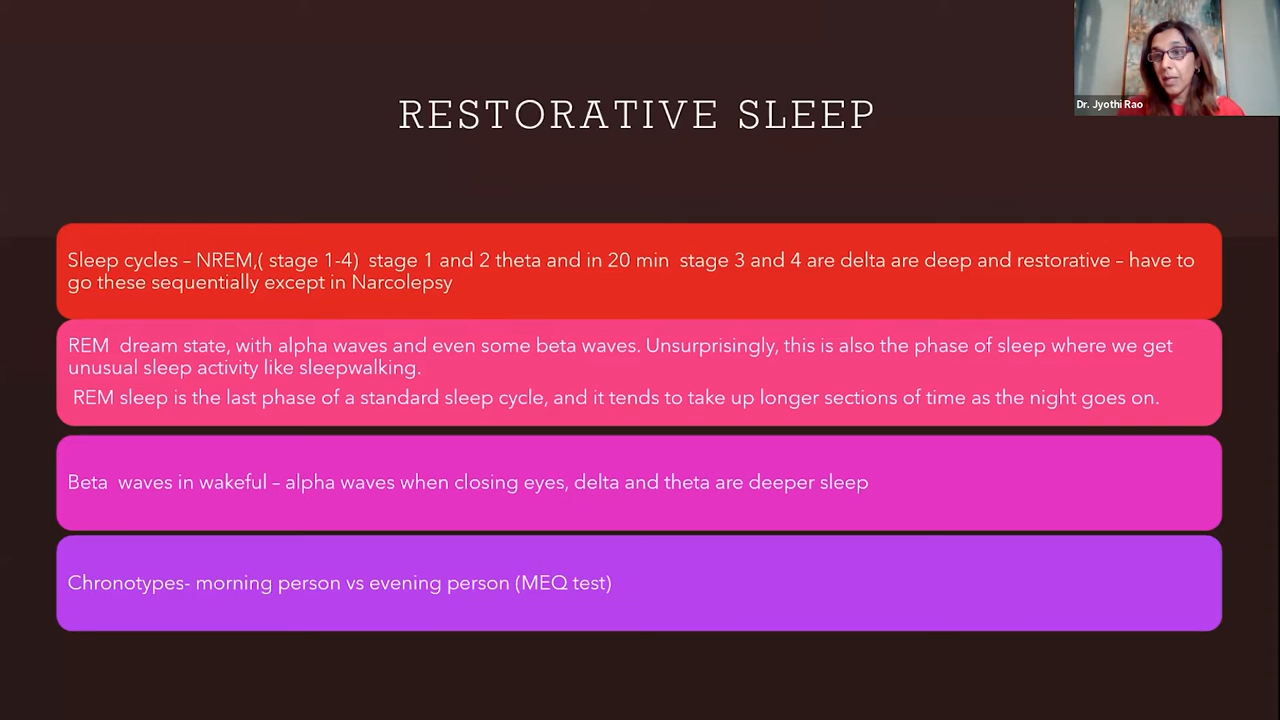 Dr. Jyothi Rao
RESTORATIVE SLEEP
Sleep cycles – NREM,( stage 1-4)  stage 1 and 2 theta and in 20 min  stage 3 and 4 are delta are deep and restorative – have to
go these sequentially except in Narcolepsy
REM  dream state, with alpha waves and even some beta waves. Unsurprisingly, this is also the phase of sleep where we get
unusual sleep activity like sleepwalking.
REM sleep is the last phase of a standard sleep cycle, and it tends to take up longer sections of time as the night goes on.
Beta  waves in wakeful – alpha waves when closing eyes, delta and theta are deeper sleep
Chronotypes- morning person vs evening person (MEQ test)